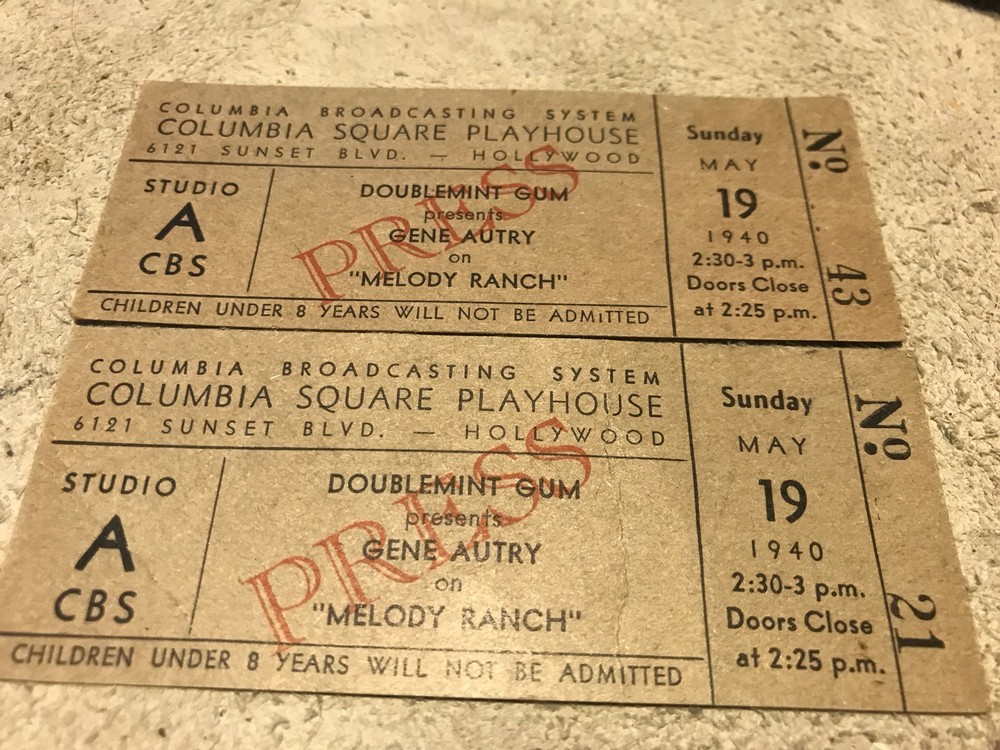 COLUMBIA BROADCASTING SYSTEM
COLUMBIA SQUARE PLAYHOUSE
6121 SUNSET BLVD. — HOLLYWOOD
STUDIO
A
CBS
DOUBLEMINT GUM
presents
GENE AUTRY
on
"MELODY RANCH"
PRESS
CHILDREN UNDER 8 YEARS WILL NOT BE ADMITTED
Sunday
MAY
19
1940
2:30-3 p.m.
Doors Close
at 2:25 p.m.
Nº 43
COLUMBIA BROADCASTING SYSTEM
COLUMBIA SQUARE PLAYHOUSE
6121 SUNSET BLVD. — HOLLYWOOD
STUDIO
A
CBS
DOUBLEMINT GUM
presents
GENE AUTRY
on
"MELODY RANCH"
PRESS
CHILDREN UNDER 8 YEARS WILL NOT BE ADMITTED
Sunday
MAY
19
1940
2:30-3 p.m.
Doors Close
at 2:25 p.m.
Nº 21